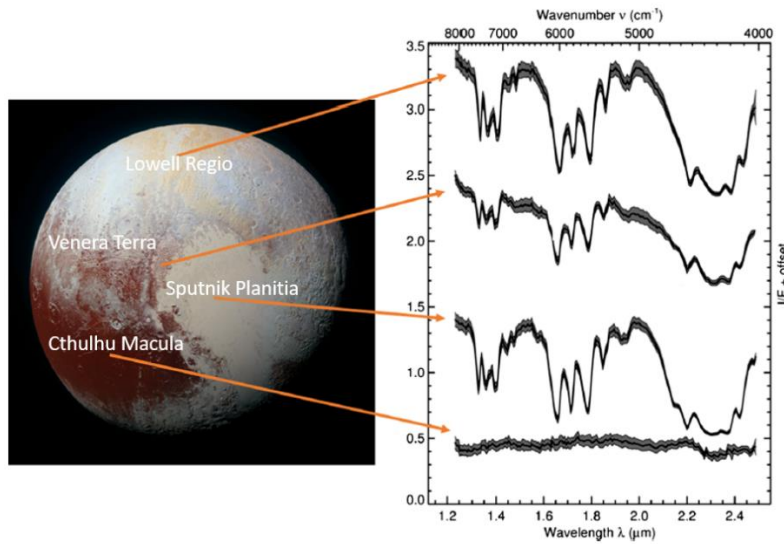 Wavenumber ν (cm⁻¹)
8000 7000 6000 5000 4000
Lowell Regio
Venera Terra
Sputnik Planitia
Cthulhu Macula
3.5
3.0
2.5
2.0
1.5
1.0
0.5
0.0
I/F + offset
1.2 1.4 1.6 1.8 2.0 2.2 2.4
Wavelength λ (μm)